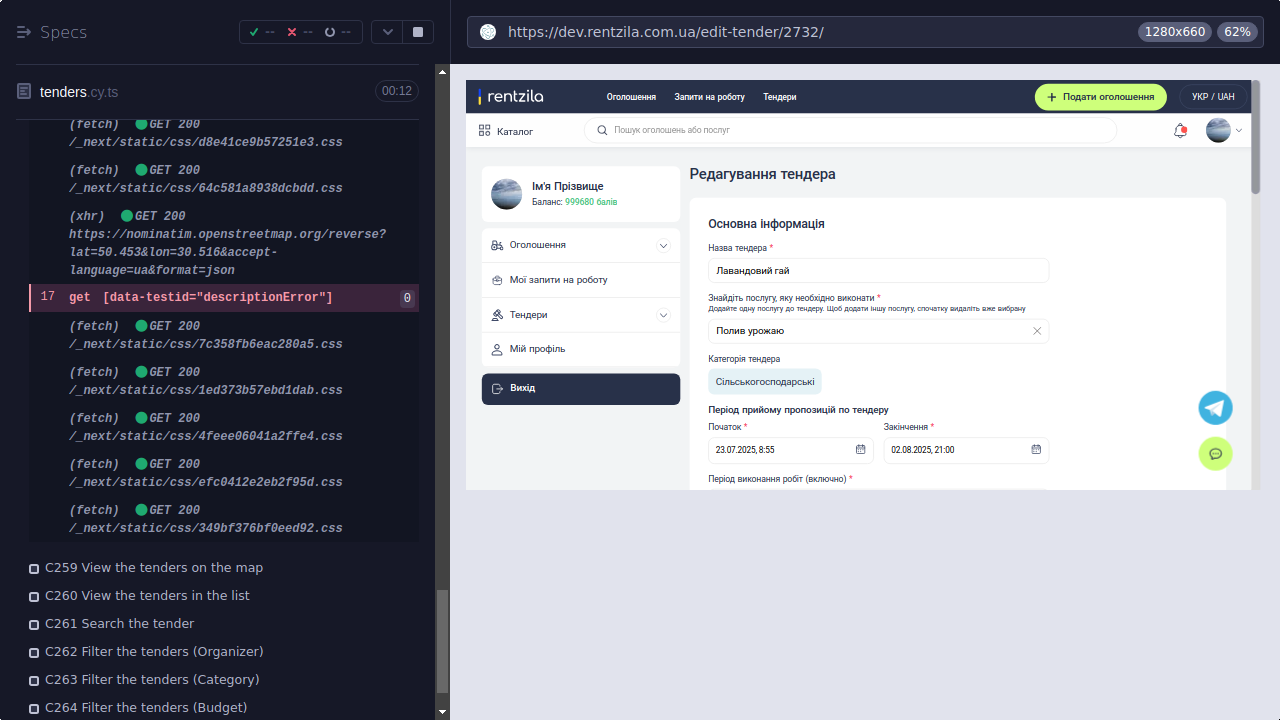 Specs
--
--
--
tenders.cy.ts
00:12
(fetch) GET 200
/_next/static/css/d8e41ce9b57251e3.css
(fetch) GET 200
/_next/static/css/64c581a8938dcbdd.css
(xhr) GET 200
https://nominatim.openstreetmap.org/reverse?
lat=50.453&lon=30.516&accept-
language=ua&format=json
17 get [data-testid="descriptionError"] 0
(fetch) GET 200
/_next/static/css/7c358fb6eac280a5.css
(fetch) GET 200
/_next/static/css/1ed373b57ebd1dab.css
(fetch) GET 200
/_next/static/css/4feee06041a2ffe4.css
(fetch) GET 200
/_next/static/css/efc0412e2eb2f95d.css
(fetch) GET 200
/_next/static/css/349bf376bf0eed92.css
C259 View the tenders on the map
C260 View the tenders in the list
C261 Search the tender
C262 Filter the tenders (Organizer)
C263 Filter the tenders (Category)
C264 Filter the tenders (Budget)
https://dev.rentzila.com.ua/edit-tender/2732/
1280x660
62%
rentzila
Оголошення
Запити на роботу
Тендери
Подати оголошення
УКР / UAH
Каталог
Пошук оголошень або послуг
Ім'я Прізвище
Баланс: 999680 балів
Оголошення
Мої запити на роботу
Тендери
Мій профіль
Вихід
Редагування тендера
Основна інформація
Назва тендера *
Лавандовий гай
Знайдіть послугу, яку необхідно виконати *
Додайте одну послугу до тендеру. Щоб додати іншу послугу, спочатку видаліть вже вибрану
Полив урожаю
Категорія тендера
Сільськогосподарські
Період прийому пропозицій по тендеру
Початок *
Закінчення *
23.07.2025, 8:55
02.08.2025, 21:00
Період виконання робіт (включно) *